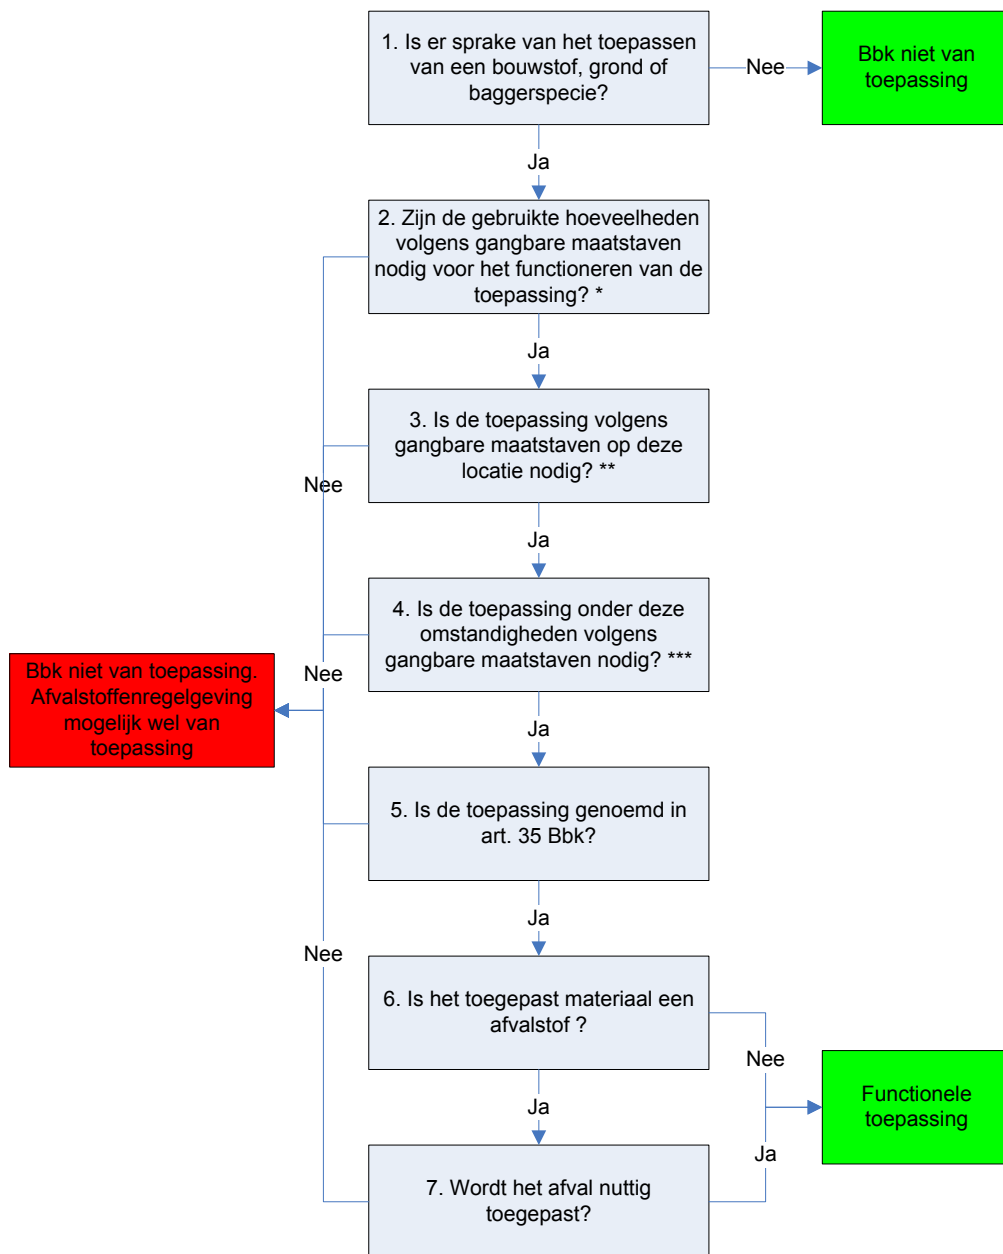 1. Is er sprake van het toepassen
van een bouwstof, grond of
baggerspecie?
Nee
Bbk niet van
toepassing
Ja
2. Zijn de gebruikte hoeveelheden
volgens gangbare maatstaven
nodig voor het functioneren van de
toepassing? *
Ja
3. Is de toepassing volgens
gangbare maatstaven op deze
locatie nodig? **
Nee
Ja
4. Is de toepassing onder deze
omstandigheden volgens
gangbare maatstaven nodig? ***
Nee
Bbk niet van toepassing.
Afvalstoffenregelgeving
mogelijk wel van
toepassing
Ja
5. Is de toepassing genoemd in
art. 35 Bbk?
Ja
Nee
6. Is het toegepast materiaal een
afvalstof ?
Nee
Ja
Functionele
toepassing
Ja
7. Wordt het afval nuttig
toegepast?